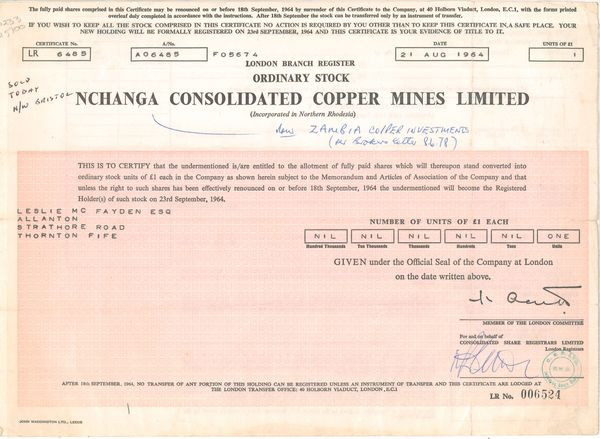 The fully paid shares comprised in this Certificate may be renounced on or before 18th September, 1964 by surrender of this Certificate to the Company, at 40 Holborn Viaduct, London, E.C.1, with the forms printed
overleaf duly completed in accordance with the instructions. After 18th September the stock can be transferred only by an instrument of transfer.
IF YOU WISH TO KEEP ALL THE STOCK COMPRISED IN THIS CERTIFICATE NO ACTION IS REQUIRED BY YOU OTHER THAN TO KEEP THIS CERTIFICATE IN A SAFE PLACE. YOUR
NEW HOLDING WILL BE FORMALLY REGISTERED ON 23rd SEPTEMBER, 1964 AND THIS CERTIFICATE IS YOUR EVIDENCE OF TITLE TO IT.
CERTIFICATE No. A/No. DATE UNITS OF £1
LR 6485 A06485 F05674 21 AUG 1964 1
LONDON BRANCH REGISTER
ORDINARY STOCK
SOLD
TODAY
N/W BRISTOL
NCHANGA CONSOLIDATED COPPER MINES LIMITED
(Incorporated in Northern Rhodesia)
now ZAMBIA COPPER INVESTMENTS
THIS IS TO CERTIFY that the undermentioned is/are entitled to the allotment of fully paid shares which will thereupon stand converted into
ordinary stock units of £1 each in the Company as shown herein subject to the Memorandum and Articles of Association of the Company and that
unless the right to such shares has been effectively renounced on or before 18th September, 1964 the undermentioned will become the Registered
Holder(s) of such stock on 23rd September, 1964.
LESLIE MC FAYDEN ESQ
ALLANTON
STRATHORE ROAD
THORNTON FIFE
NUMBER OF UNITS OF £1 EACH
NIL NIL NIL NIL NIL ONE
Hundred Thousands Ten Thousands Thousands Hundreds Tens Units
GIVEN under the Official Seal of the Company at London
on the date written above.
MEMBER OF THE LONDON COMMITTEE
For and on behalf of
CONSOLIDATED SHARE REGISTRARS LIMITED
London Registrars
AFTER 18th SEPTEMBER, 1964, NO TRANSFER OF ANY PORTION OF THIS HOLDING CAN BE REGISTERED UNLESS AN INSTRUMENT OF TRANSFER AND THIS CERTIFICATE ARE LODGED AT
THE LONDON TRANSFER OFFICE: 40 HOLBORN VIADUCT, LONDON, E.C.1
LR No. 006524
JOHN WADDINGTON LTD., LEEDS